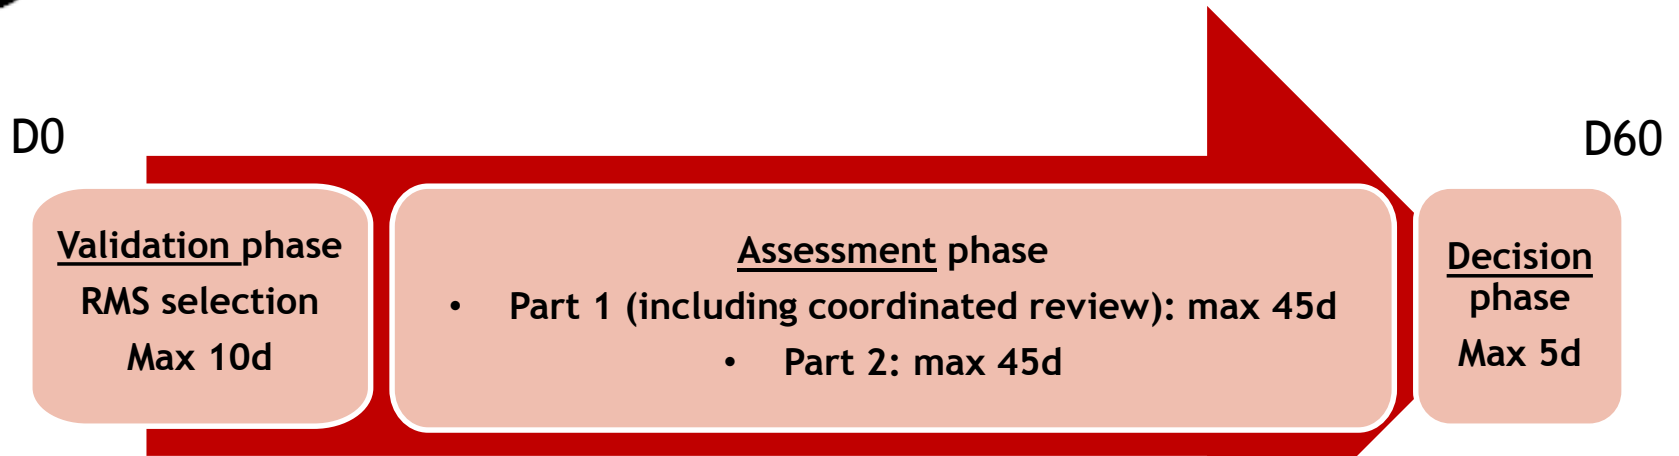 D0
D60
Validation phase
RMS selection
Max 10d
Assessment phase
• Part 1 (including coordinated review): max 45d
• Part 2: max 45d
Decision
phase
Max 5d